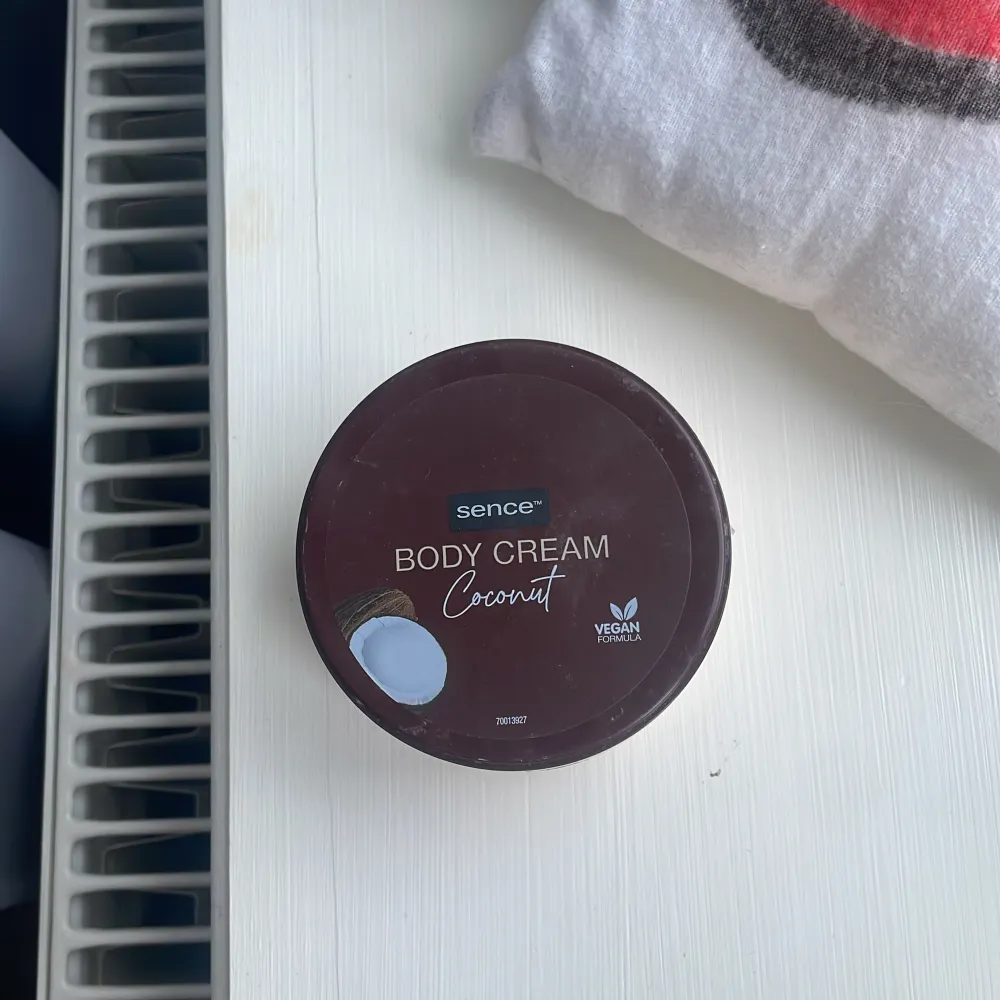 sence™
BODY CREAM
Coconut
VEGAN
FORMULA
70013927